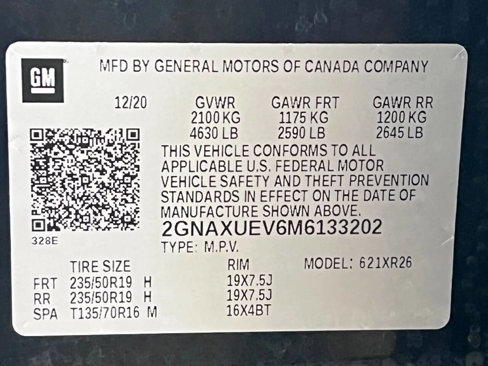 GM
MFD BY GENERAL MOTORS OF CANADA COMPANY
12/20 GVWR GAWR FRT GAWR RR
2100 KG 1175 KG 1200 KG
4630 LB 2590 LB 2645 LB
THIS VEHICLE CONFORMS TO ALL
APPLICABLE U.S. FEDERAL MOTOR
VEHICLE SAFETY AND THEFT PREVENTION
STANDARDS IN EFFECT ON THE DATE OF
MANUFACTURE SHOWN ABOVE.
328E 2GNAXUEV6M6133202
TYPE: M.P.V.
TIRE SIZE RIM MODEL: 621XR26
FRT 235/50R19 H 19X7.5J
RR 235/50R19 H 19X7.5J
SPA T135/70R16 M 16X4BT